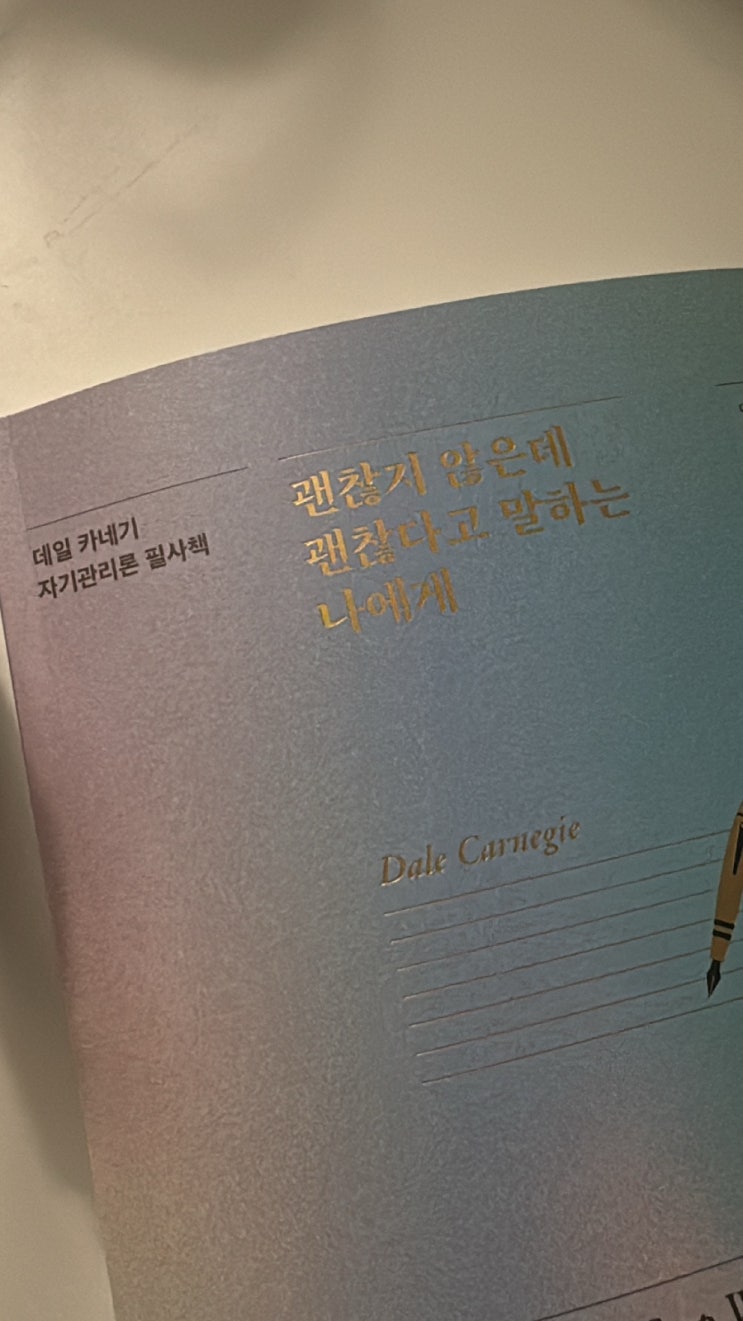 데일 카네기
자기관리론 필사책
괜찮지 않은데
괜찮다고 말하는
나에게
Dale Carnegie